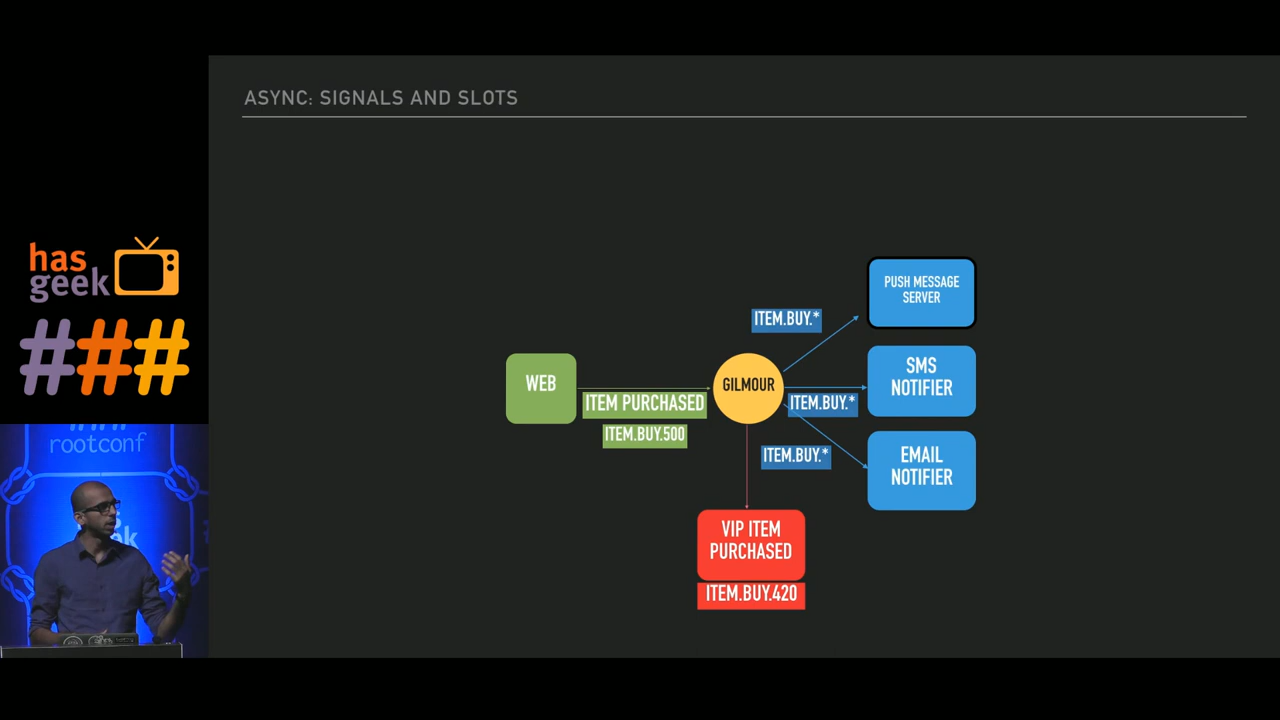 ASYNC: SIGNALS AND SLOTS
has
geek
###
rootconf
geek
WEB
ITEM PURCHASED
ITEM.BUY.500
GILMOUR
ITEM.BUY.*
ITEM.BUY.*
ITEM.BUY.*
PUSH MESSAGE
SERVER
SMS
NOTIFIER
EMAIL
NOTIFIER
VIP ITEM
PURCHASED
ITEM.BUY.420